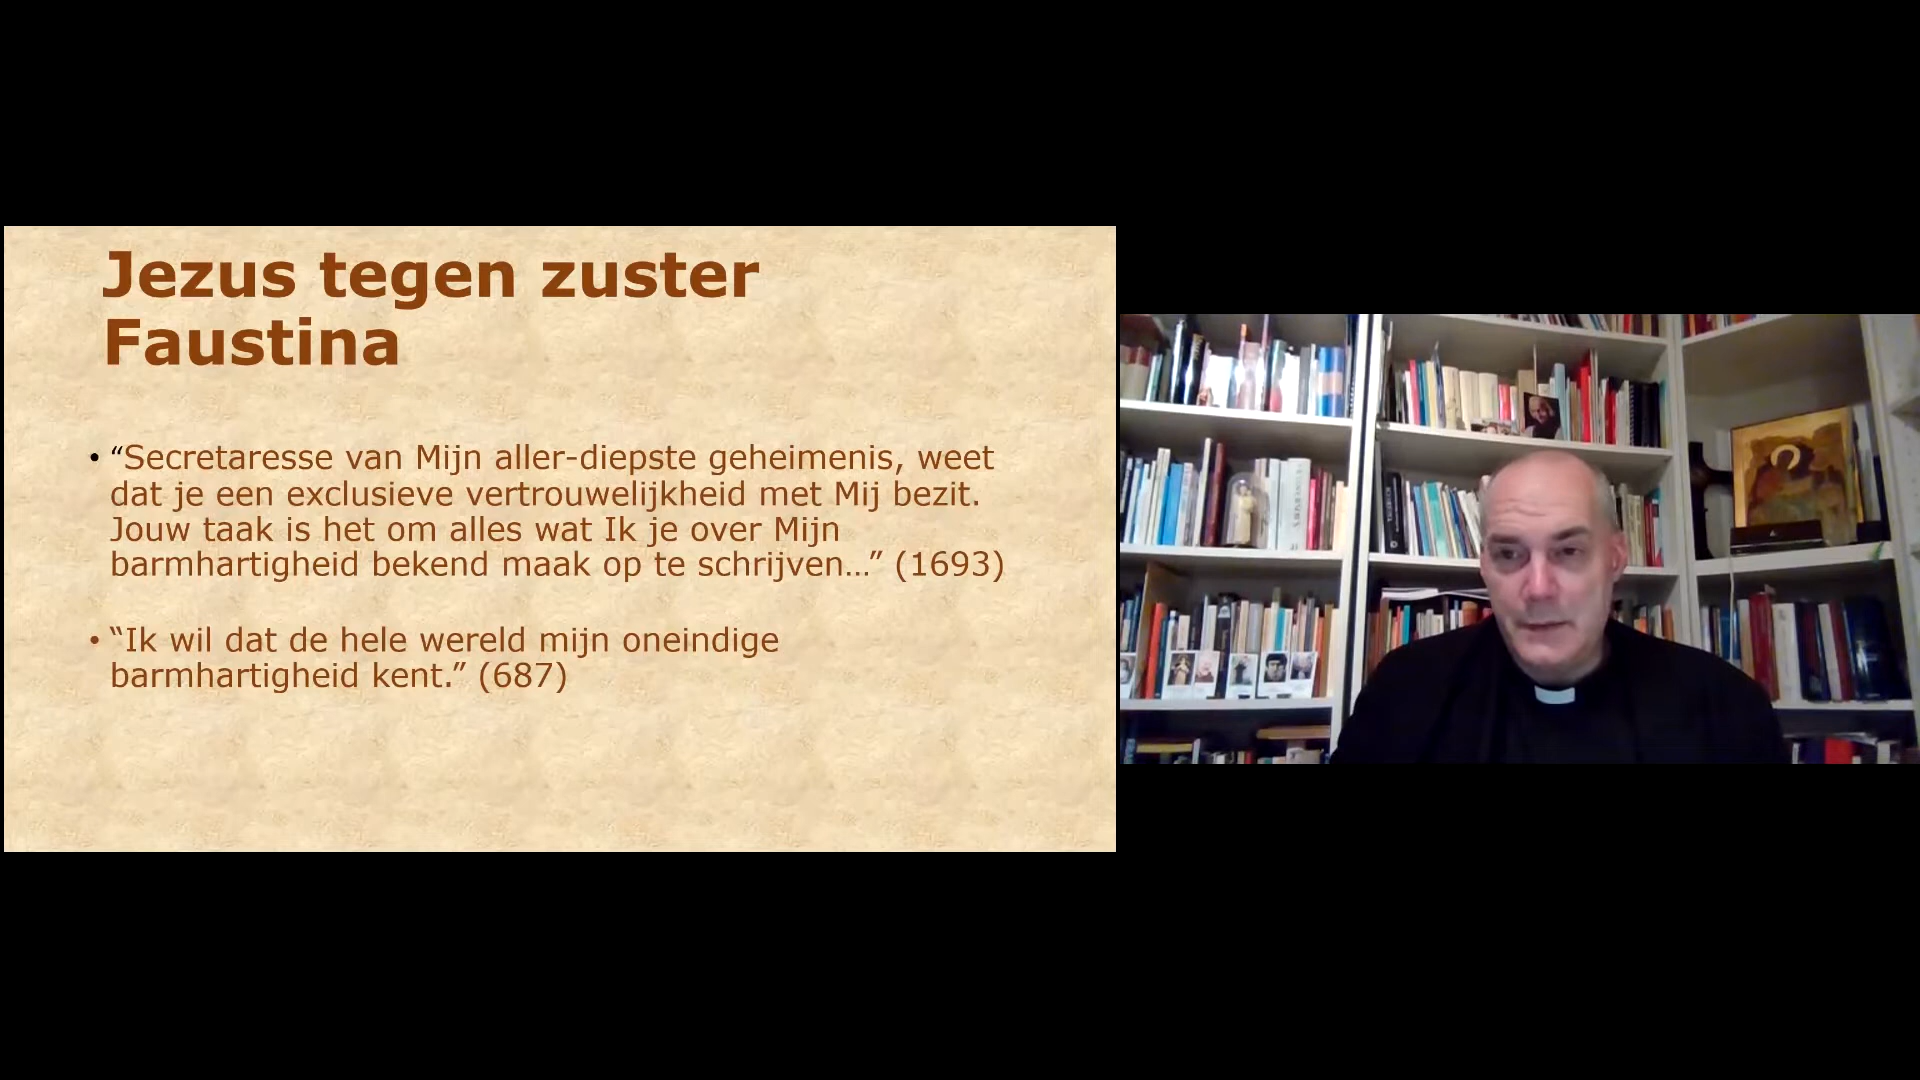 Jezus tegen zuster
Faustina
• “Secretaresse van Mijn aller-diepste geheimenis, weet
dat je een exclusieve vertrouwelijkheid met Mij bezit.
Jouw taak is het om alles wat Ik je over Mijn
barmhartigheid bekend maak op te schrijven…” (1693)
• “Ik wil dat de hele wereld mijn oneindige
barmhartigheid kent.” (687)